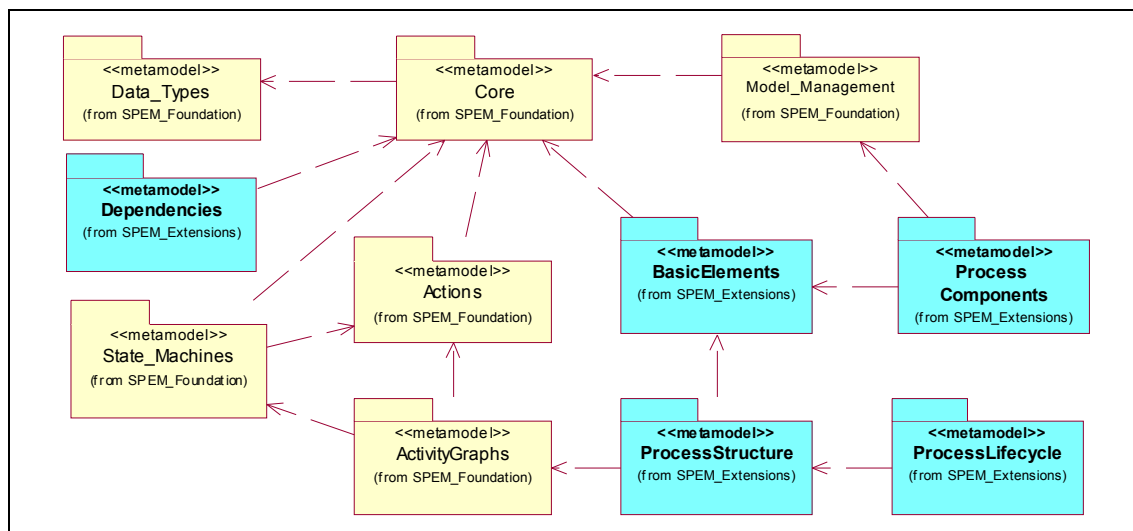 <<metamodel>>
Data_Types
(from SPEM_Foundation)
<<metamodel>>
Core
(from SPEM_Foundation)
<<metamodel>>
Model_Management
(from SPEM_Foundation)
<<metamodel>>
Dependencies
(from SPEM_Extensions)
<<metamodel>>
Actions
(from SPEM_Foundation)
<<metamodel>>
BasicElements
(from SPEM_Extensions)
<<metamodel>>
Process
Components
(from SPEM_Extensions)
<<metamodel>>
State_Machines
(from SPEM_Foundation)
<<metamodel>>
ActivityGraphs
(from SPEM_Foundation)
<<metamodel>>
ProcessStructure
(from SPEM_Extensions)
<<metamodel>>
ProcessLifecycle
(from SPEM_Extensions)